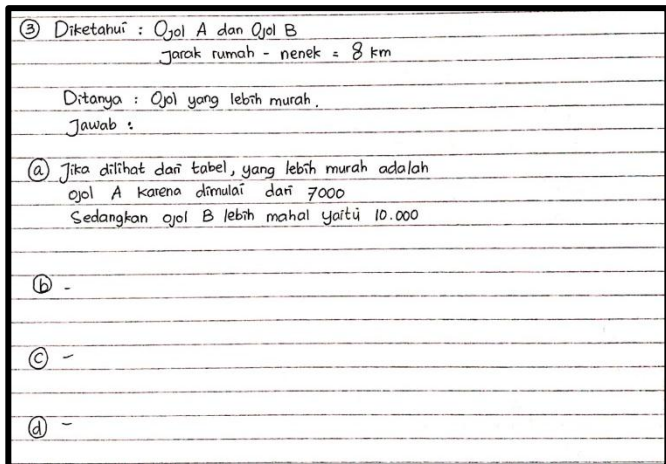 ③ Diketahui : Ojol A dan Ojol B
Jarak rumah - nenek = 8 km
Ditanya : Ojol yang lebih murah.
Jawab :
ⓐ Jika dilihat dari tabel, yang lebih murah adalah
ojol A karena dimulai dari 7000
Sedangkan ojol B lebih mahal yaitu 10.000
ⓑ -
ⓒ -
ⓓ -